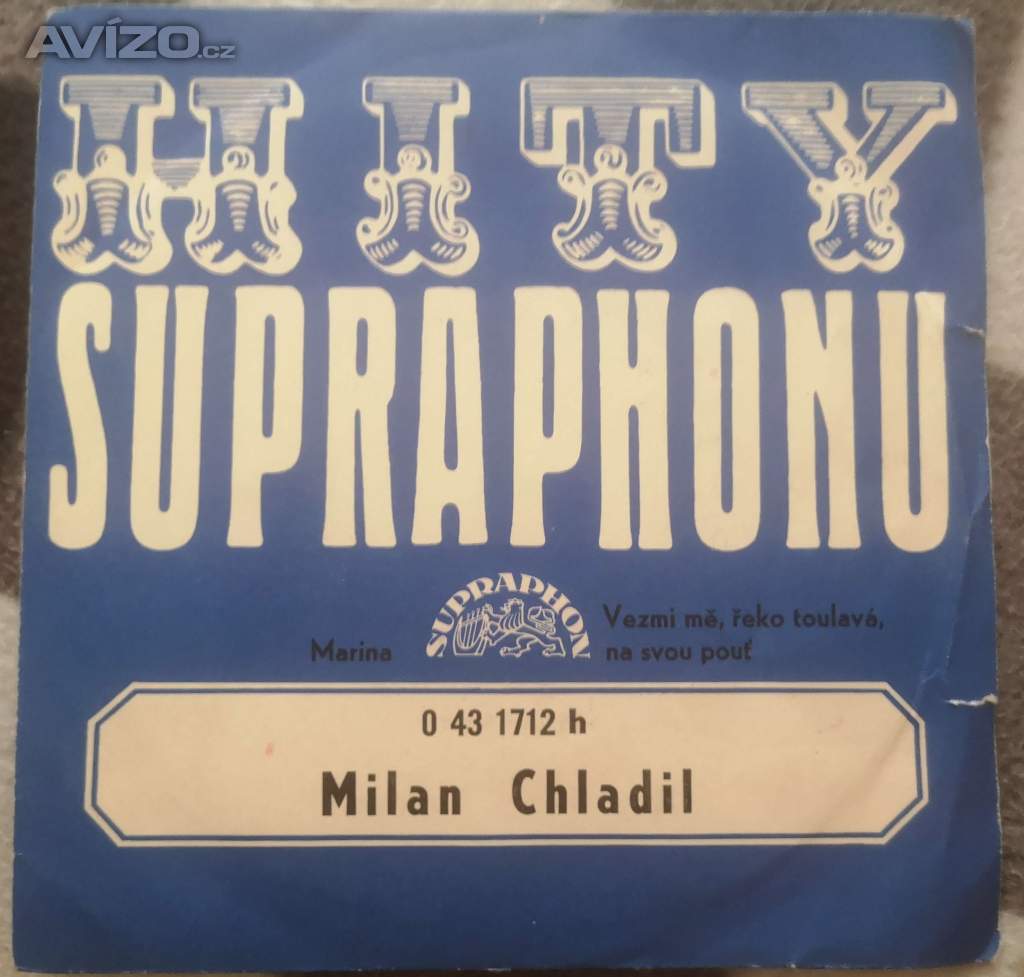 AVÍZO.cz
HITY
SUPRAPHONU
SUPRAPHON
Vezmi mě, řeko toulavá,
Marina
na svou pouť
0 43 1712 h
Milan Chladil